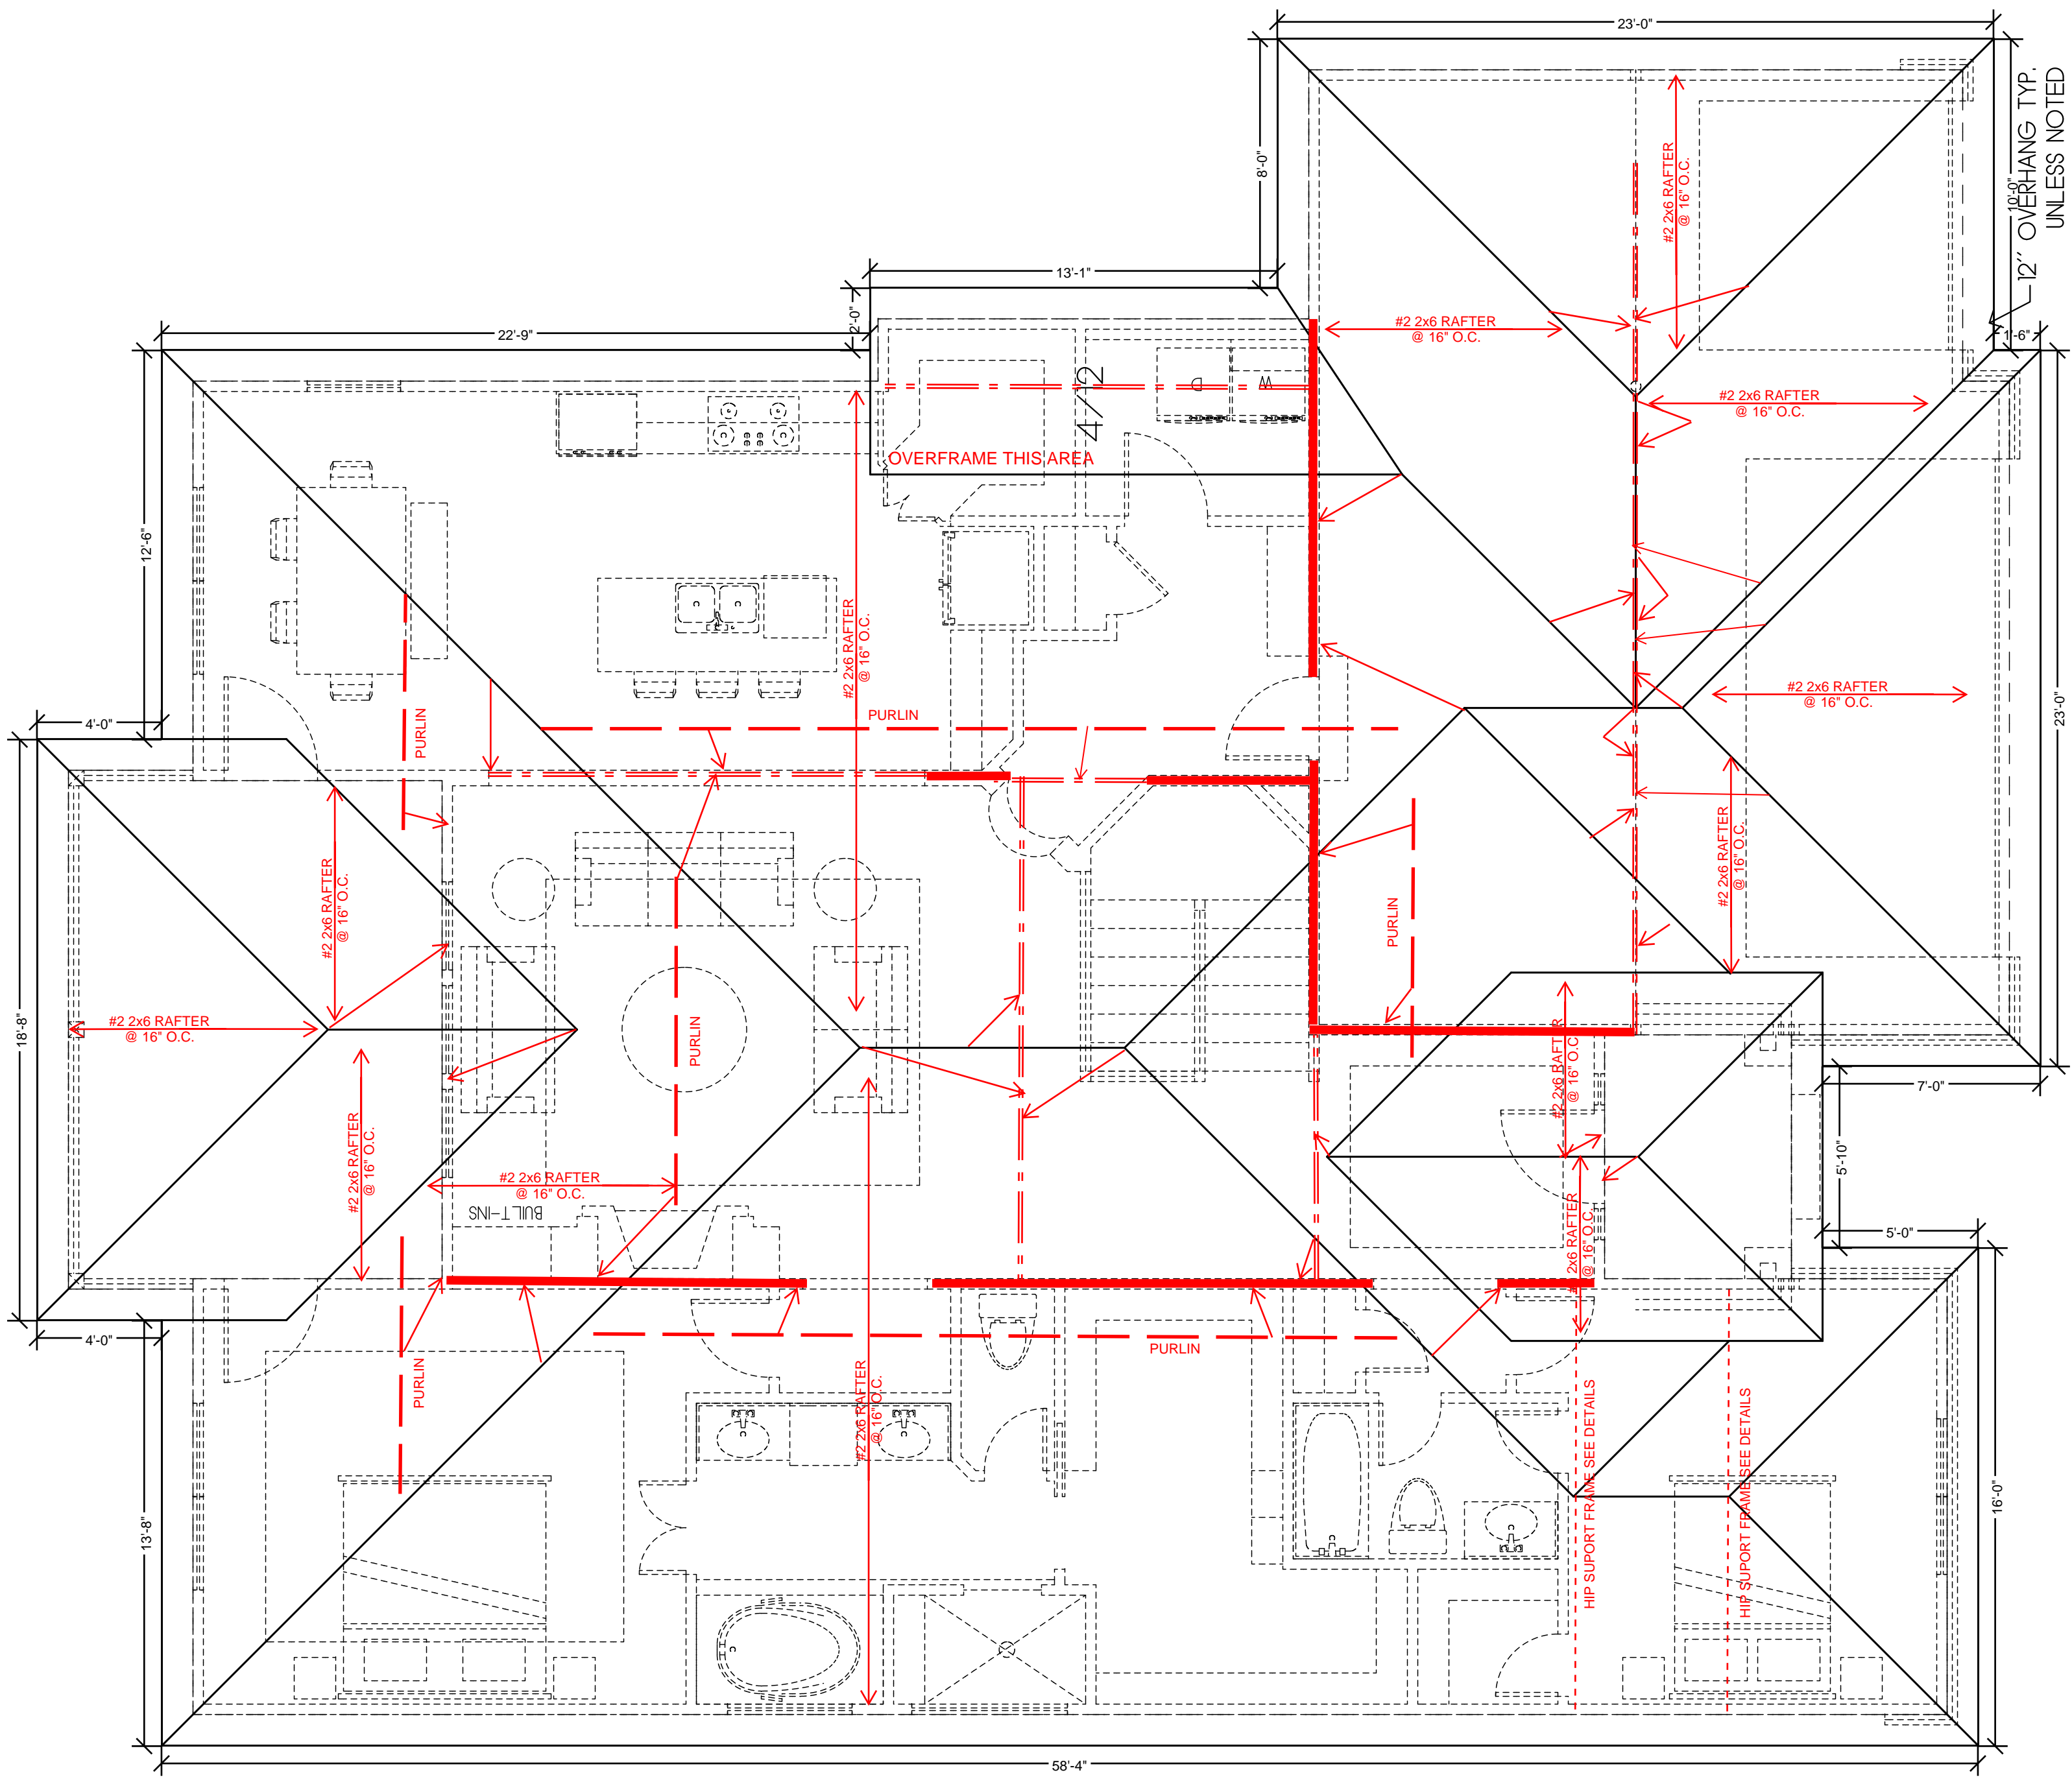 23'-0"
12" OVERHANG TYP.
UNLESS NOTED
10'-0"
8'-0"
#2 2x6 RAFTER
@ 16" O.C.
13'-1"
2'-0"
22'-9"
#2 2x6 RAFTER
@ 16" O.C.
1'-6"
4/12
D
W
#2 2x6 RAFTER
@ 16" O.C.
OVERFRAME THIS AREA
12'-6"
#2 2x6 RAFTER
@ 16" O.C.
4'-0"
PURLIN
PURLIN
#2 2x6 RAFTER
@ 16" O.C.
23'-0"
#2 2x6 RAFTER
@ 16" O.C.
#2 2x6 RAFTER
@ 16" O.C.
PURLIN
18'-8"
#2 2x6 RAFTER
@ 16" O.C.
PURLIN
#2 2x6 RAFTER
@ 16" O.C.
7'-0"
5'-10"
#2 2x6 RAFTER
@ 16" O.C.
#2 2x6 RAFTER
@ 16" O.C.
BUILT-INS
2x6 RAFTER
@ 16" O.C.
5'-0"
4'-0"
PURLIN
PURLIN
#2 2x6 RAFTER
@ 16" O.C.
HIP SUPORT FRAME SEE DETAILS
HIP SUPORT FRAME SEE DETAILS
13'-8"
16'-0"
58'-4"